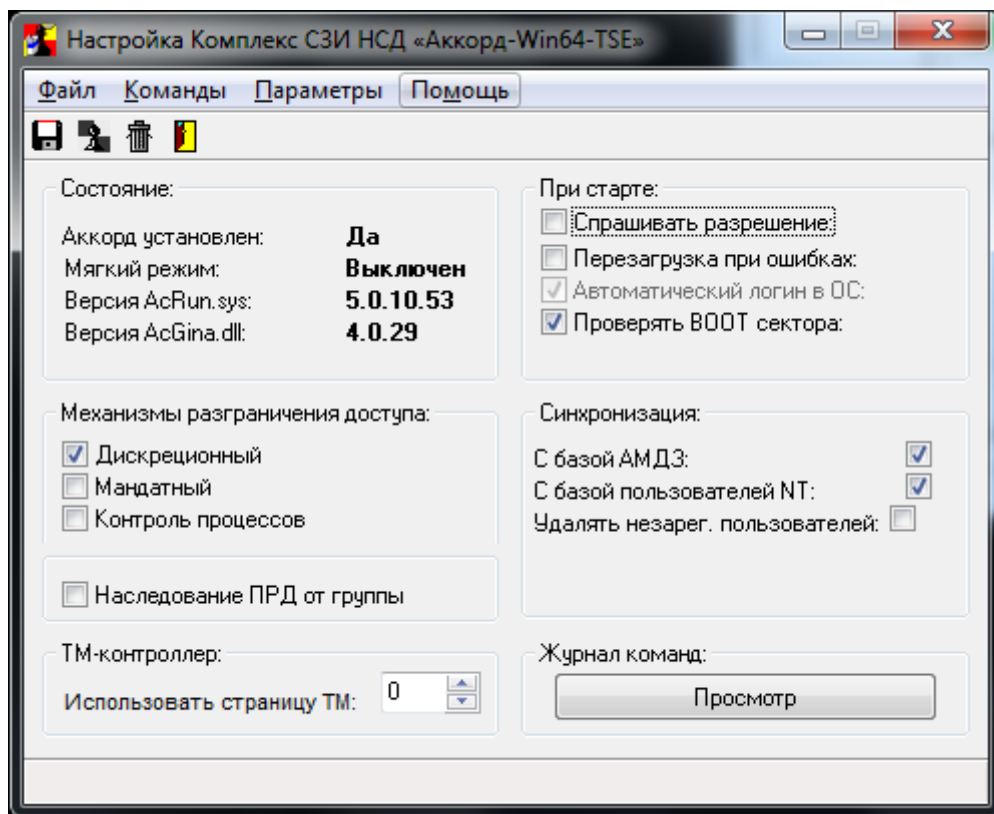 Настройка Комплекс СЗИ НСД «Аккорд-Win64-TSE»
Файл Команды Параметры Помощь
Состояние:
Аккорд установлен: Да
Мягкий режим: Выключен
Версия AcRun.sys: 5.0.10.53
Версия AcGina.dll: 4.0.29
При старте:
Спрашивать разрешение:
Перезагрузка при ошибках:
Автоматический логин в ОС:
Проверять BOOT сектора:
Механизмы разграничения доступа:
Дискреционный
Мандатный
Контроль процессов
Синхронизация:
С базой АМДЗ:
С базой пользователей NT:
Удалять незарег. пользователей:
Наследование ПРД от группы
ТМ-контроллер:
Использовать страницу ТМ: 0
Журнал команд:
Просмотр